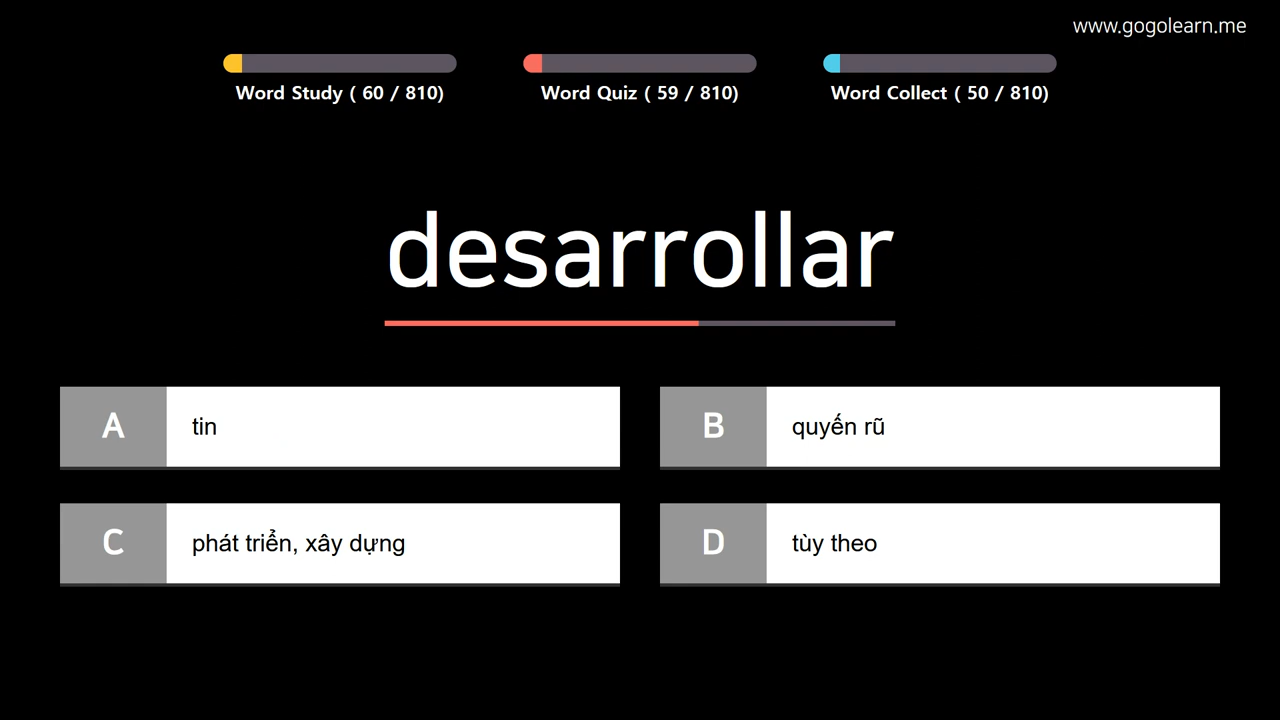 www.gogolearn.me
Word Study ( 60 / 810)
Word Quiz ( 59 / 810)
Word Collect ( 50 / 810)
desarrollar
A tin
B quyến rũ
C phát triển, xây dựng
D tùy theo